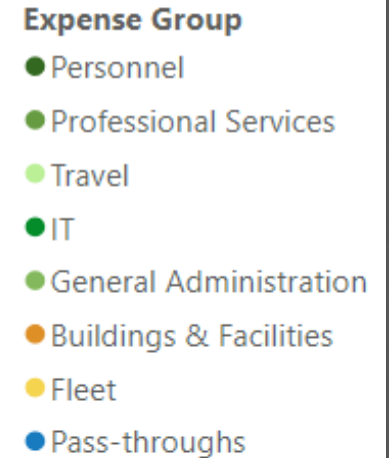 Expense Group
Personnel
Professional Services
Travel
IT
General Administration
Buildings & Facilities
Fleet
Pass-throughs